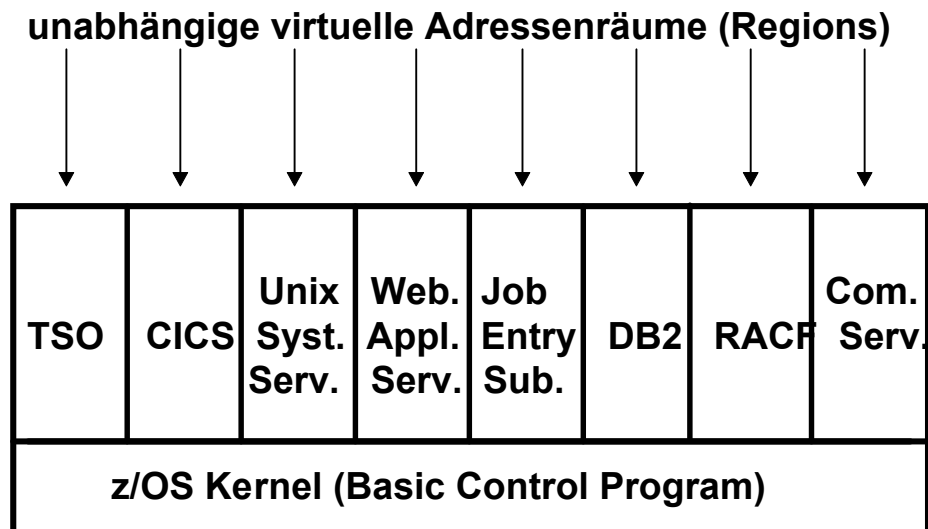 unabhängige virtuelle Adressenräume (Regions)
TSO
CICS
Unix
Syst.
Serv.
Web.
Appl.
Serv.
Job
Entry
Sub.
DB2
RACF
Com.
Serv.
z/OS Kernel (Basic Control Program)